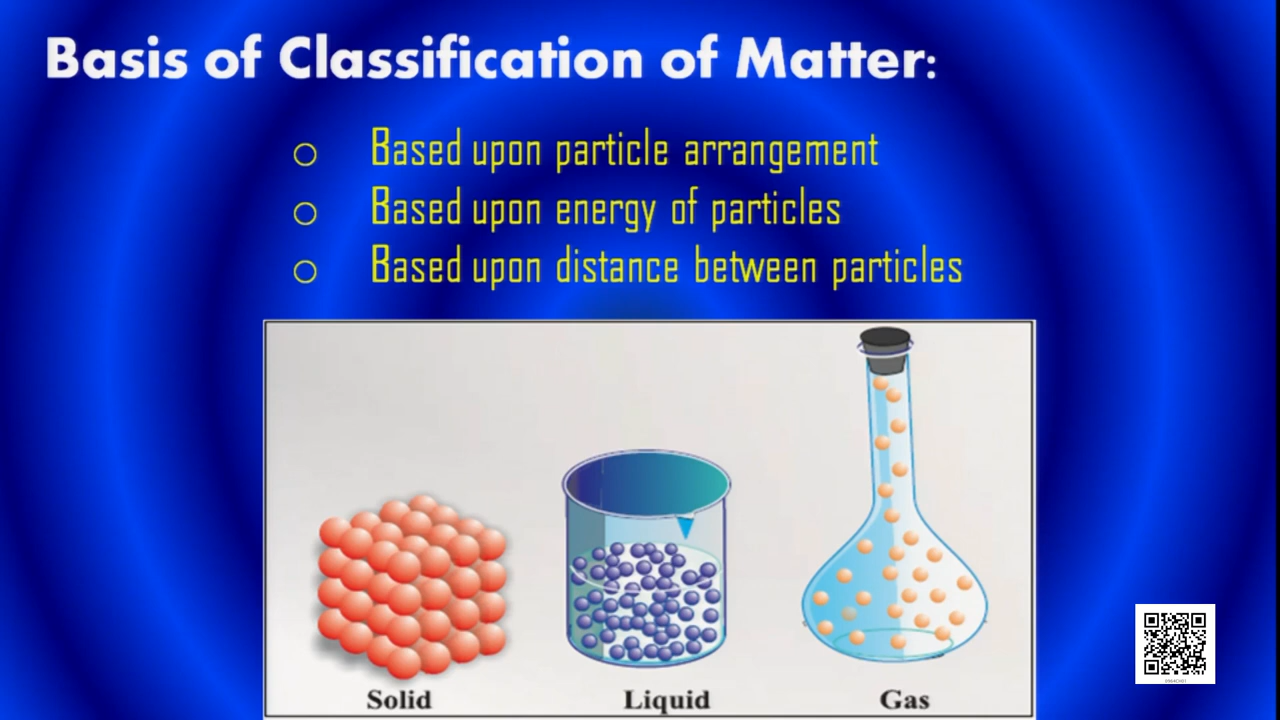 Basis of Classification of Matter:
o Based upon particle arrangement
o Based upon energy of particles
o Based upon distance between particles
Solid Liquid Gas